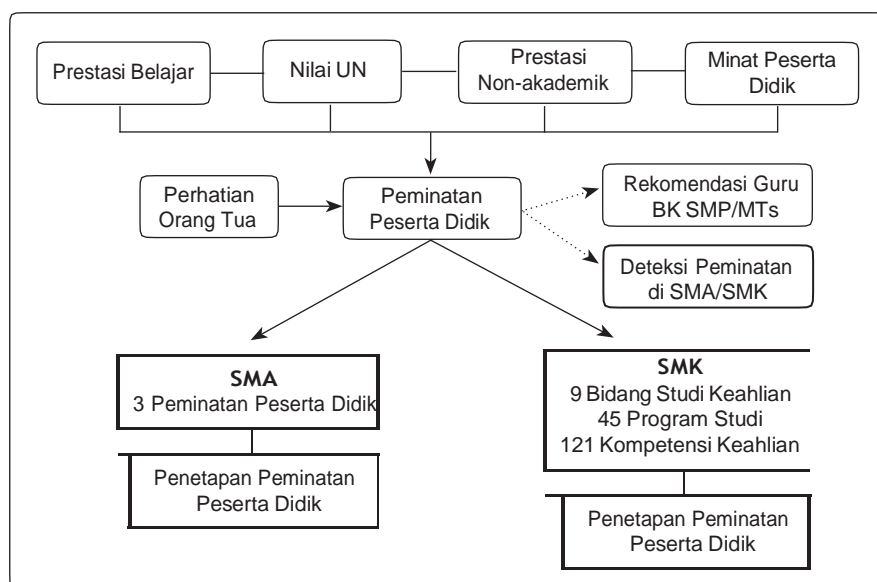 Prestasi Belajar
Nilai UN
Prestasi
Non-akademik
Minat Peserta
Didik
Perhatian
Orang Tua
Peminatan
Peserta Didik
Rekomendasi Guru
BK SMP/MTs
Deteksi Peminatan
di SMA/SMK
SMA
3 Peminatan Peserta Didik
Penetapan Peminatan
Peserta Didik
SMK
9 Bidang Studi Keahlian
45 Program Studi
121 Kompetensi Keahlian
Penetapan Peminatan
Peserta Didik